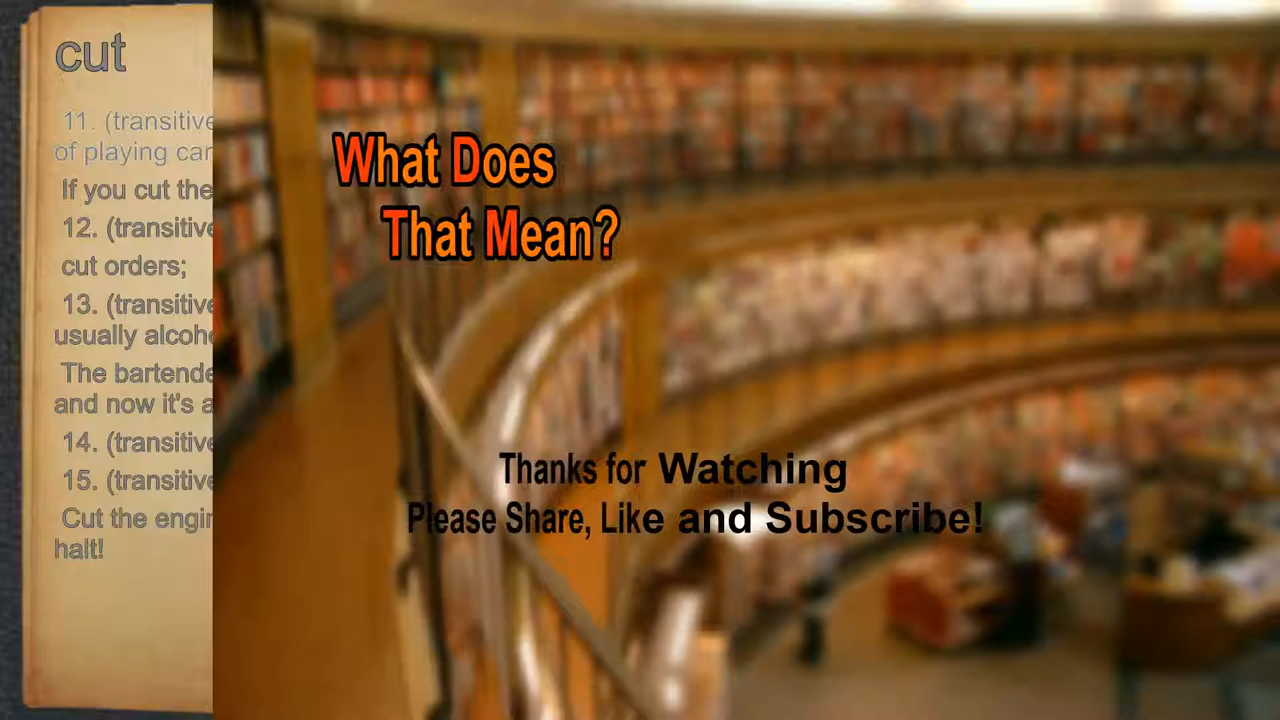 cut
11. (transitive
of playing car
If you cut the
12. (transitive
cut orders;
13. (transitive
usually alcoho
The bartende
and now it's a
14. (transitive
15. (transitive
Cut the engin
halt!
What Does
That Mean?
Thanks for Watching
Please Share, Like and Subscribe!